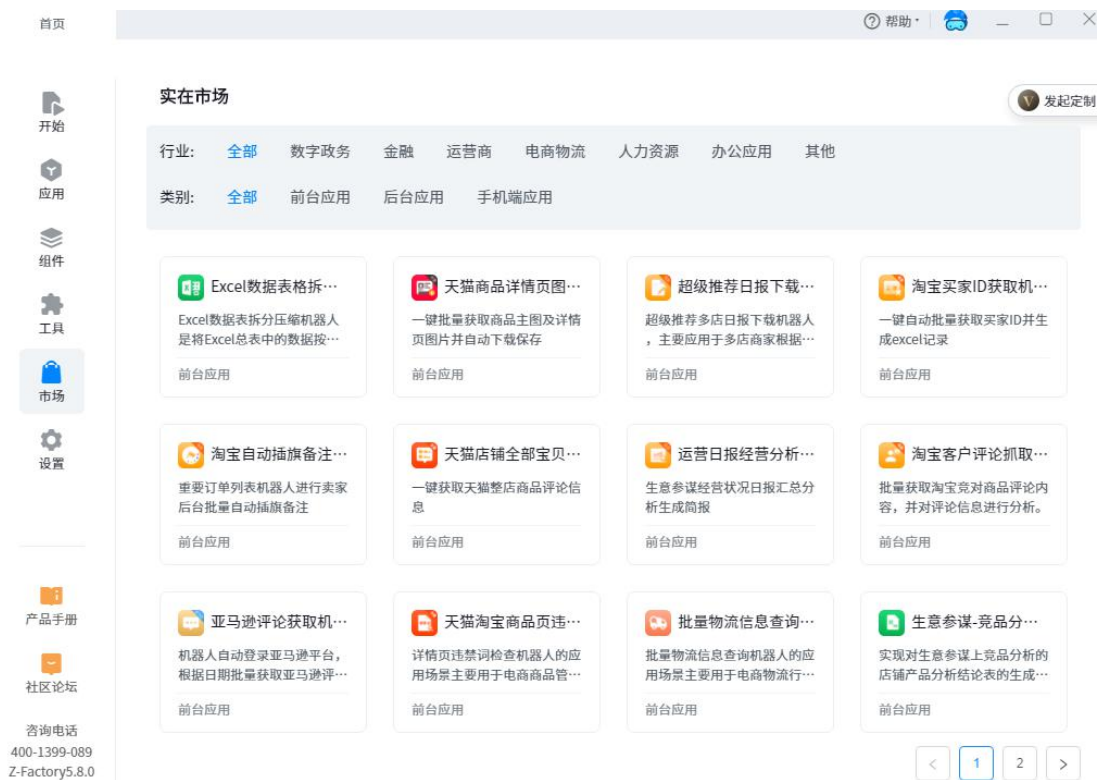 首页
帮助
开始
应用
组件
工具
市场
设置
产品手册
社区论坛
咨询电话
400-1399-089
Z-Factory5.8.0
实在市场
发起定制
行业: 全部 数字政务 金融 运营商 电商物流 人力资源 办公应用 其他
类别: 全部 前台应用 后台应用 手机端应用
Excel数据表格拆…
Excel数据表拆分压缩机器人
是将Excel总表中的数据按…
前台应用
天猫商品详情页图…
一键批量获取商品主图及详情
页图片并自动下载保存
前台应用
超级推荐日报下载…
超级推荐多店日报下载机器人
，主要应用于多店商家根据…
前台应用
淘宝买家ID获取机…
一键自动批量获取买家ID并生
成excel记录
前台应用
淘宝自动插旗备注…
重要订单列表机器人进行卖家
后台批量自动插旗备注
前台应用
天猫店铺全部宝贝…
一键获取天猫整店商品评论信
息
前台应用
运营日报经营分析…
生意参谋经营状况日报汇总分
析生成简报
前台应用
淘宝客户评论抓取…
批量获取淘宝竞对商品评论内
容，并对评论信息进行分析。
前台应用
亚马逊评论获取机…
机器人自动登录亚马逊平台，
根据日期批量获取亚马逊评…
前台应用
天猫淘宝商品页违…
详情页违禁词检查机器人的应
用场景主要用于电商商品管…
前台应用
批量物流信息查询…
批量物流信息查询机器人的应
用场景主要用于电商物流行…
前台应用
生意参谋-竞品分…
实现对生意参谋上竞品分析的
店铺产品分析结论表的生成…
前台应用
< 1 2 >